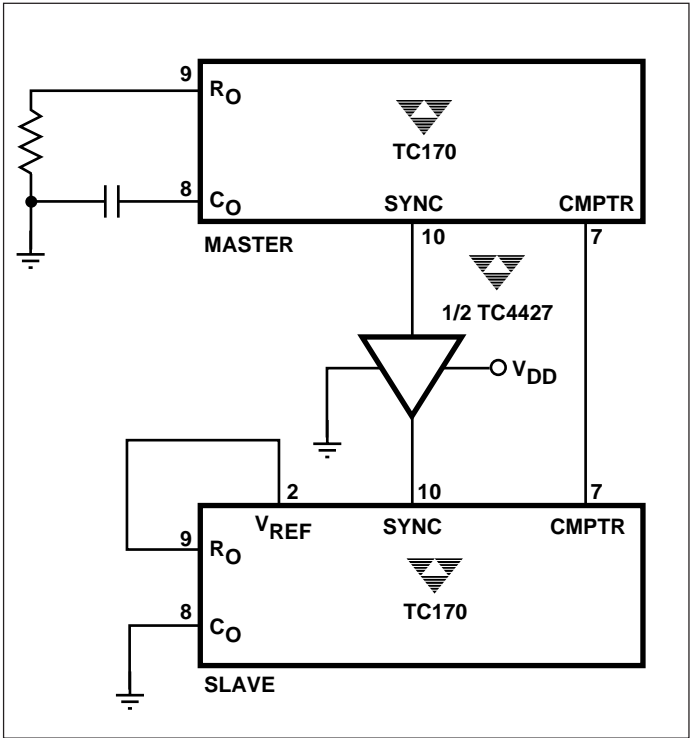 9
RO
TC170
8
CO
SYNC
CMPTR
MASTER
10
7
1/2 TC4427
VDD
2
10
7
VREF
SYNC
CMPTR
9
RO
TC170
8
CO
SLAVE